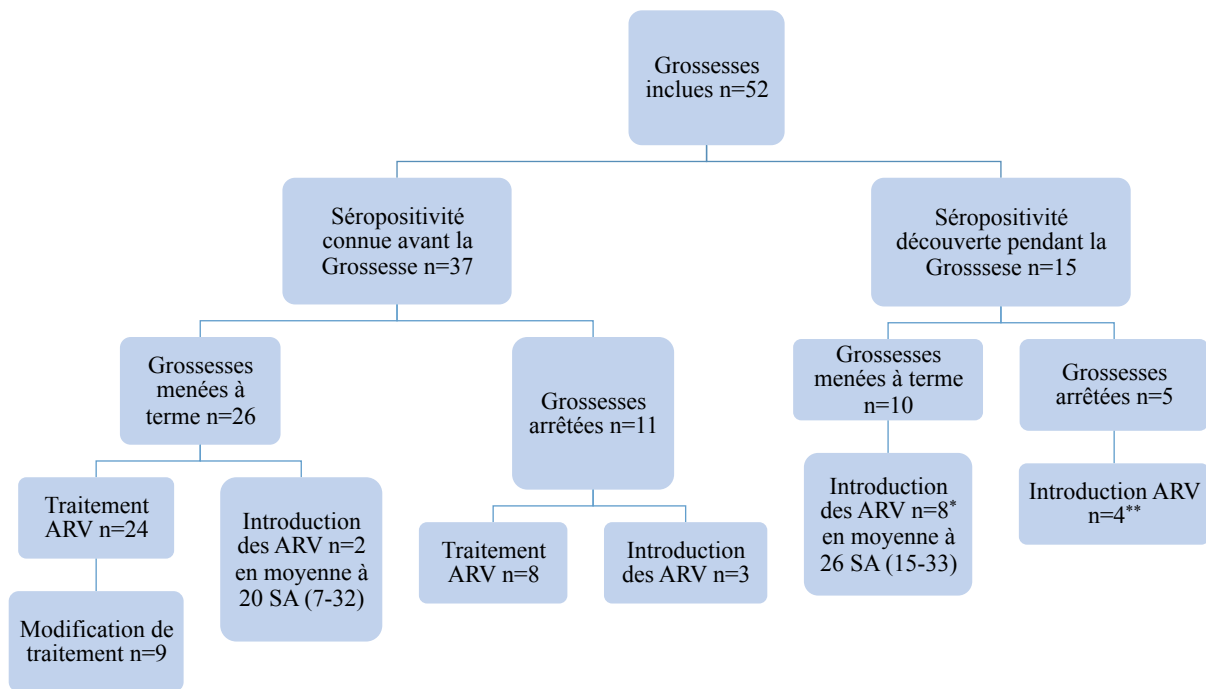 Grossesses
inclues n=52
Séropositivité
connue avant la
Grossesse n=37
Séropositivité
découverte pendant la
Grosssese n=15
Grossesses
menées à
terme n=26
Grossesses
arrêtées n=11
Grossesses
menées à terme
n=10
Grossesses
arrêtées n=5
Traitement
ARV n=24
Introduction
des ARV n=2
en moyenne à
20 SA (7-32)
Traitement
ARV n=8
Introduction
des ARV n=3
Introduction
des ARV n=8*
en moyenne à
26 SA (15-33)
Introduction ARV
n=4**
Modification de
traitement n=9